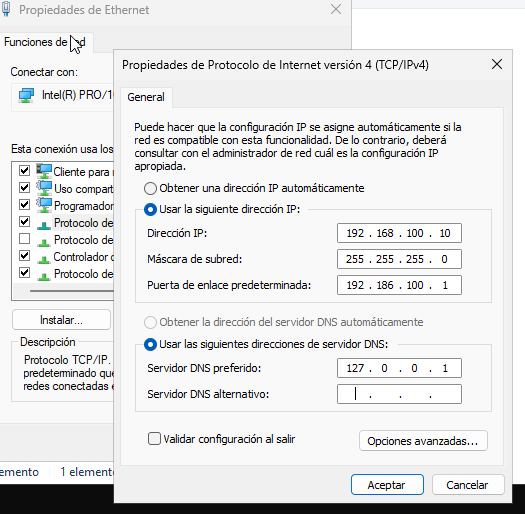 Propiedades de Ethernet
Funciones de red
Conectar con:
Intel(R) PRO/10
Esta conexión usa los
Cliente para r
Uso compart
Programador
Protocolo de
Protocolo de
Controlador d
Protocolo de
Instalar...
Descripción
Protocolo TCP/IP.
predeterminado que
redes conectadas e
emento
1 element
Propiedades de Protocolo de Internet versión 4 (TCP/IPv4)
General
Puede hacer que la configuración IP se asigne automáticamente si la
red es compatible con esta funcionalidad. De lo contrario, deberá
consultar con el administrador de red cuál es la configuración IP
apropiada.
Obtener una dirección IP automáticamente
Usar la siguiente dirección IP:
Dirección IP: 192 . 168 . 100 . 10
Máscara de subred: 255 . 255 . 255 . 0
Puerta de enlace predeterminada: 192 . 186 . 100 . 1
Obtener la dirección del servidor DNS automáticamente
Usar las siguientes direcciones de servidor DNS:
Servidor DNS preferido: 127 . 0 . 0 . 1
Servidor DNS alternativo: . . .
Validar configuración al salir
Opciones avanzadas...
Aceptar
Cancelar